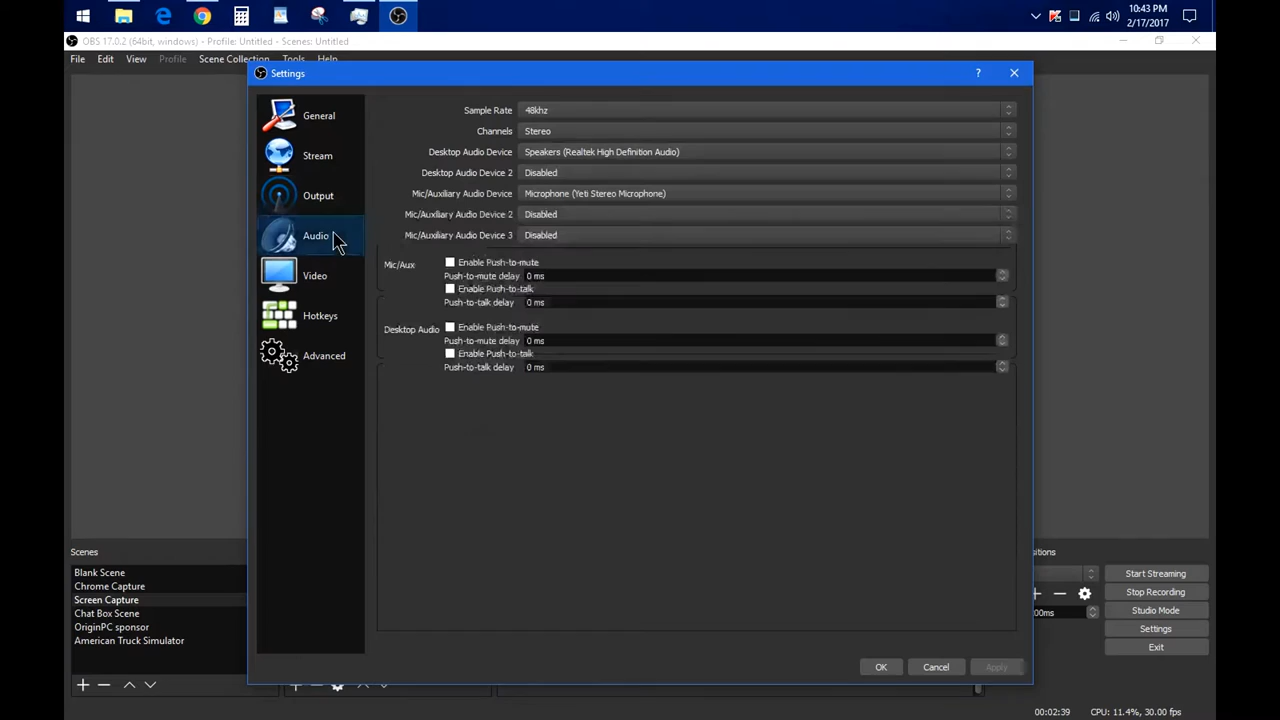 10:43 PM
2/17/2017
OBS 17.0.2 (64bit, windows) - Profile: Untitled - Scenes: Untitled
File Edit View Profile Scene Collection Tools Help
Settings
?
General
Stream
Output
Audio
Video
Hotkeys
Advanced
Sample Rate 48khz
Channels Stereo
Desktop Audio Device Speakers (Realtek High Definition Audio)
Desktop Audio Device 2 Disabled
Mic/Auxiliary Audio Device Microphone (Yeti Stereo Microphone)
Mic/Auxiliary Audio Device 2 Disabled
Mic/Auxiliary Audio Device 3 Disabled
Mic/Aux
Enable Push-to-mute
Push-to-mute delay 0 ms
Enable Push-to-talk
Push-to-talk delay 0 ms
Desktop Audio
Enable Push-to-mute
Push-to-mute delay 0 ms
Enable Push-to-talk
Push-to-talk delay 0 ms
OK Cancel Apply
Scenes
Blank Scene
Chrome Capture
Screen Capture
Chat Box Scene
OriginPC sponsor
American Truck Simulator
sitions
00ms
Start Streaming
Stop Recording
Studio Mode
Settings
Exit
00:02:39 CPU: 11.4%, 30.00 fps